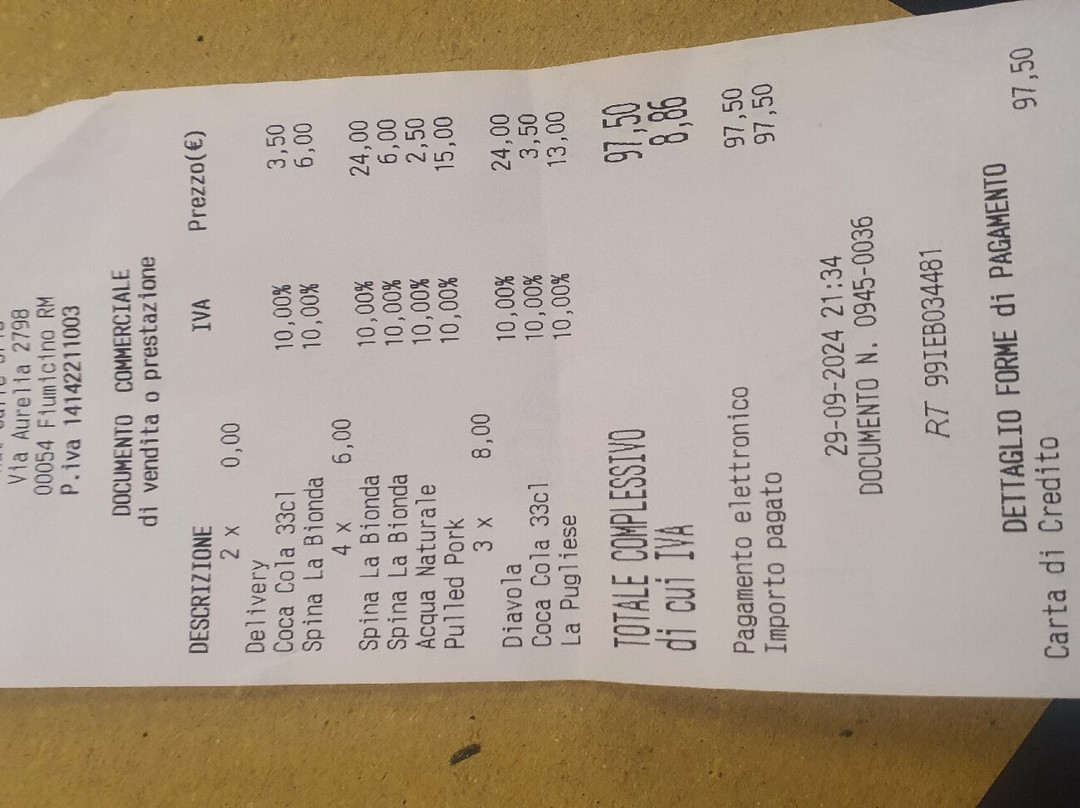 Via Aurelia 2798
00054 Fiumicino RM
P.iva 14142211003
DOCUMENTO COMMERCIALE
di vendita o prestazione
DESCRIZIONE IVA Prezzo(€)
2 x 0,00
Delivery
Coca Cola 33cl 10,00% 3,50
Spina La Bionda 10,00% 6,00
4 x 6,00
Spina La Bionda 10,00% 24,00
Spina La Bionda 10,00% 6,00
Acqua Naturale 10,00% 2,50
Pulled Pork 10,00% 15,00
3 x 8,00
Diavola 10,00% 24,00
Coca Cola 33cl 10,00% 3,50
La Pugliese 10,00% 13,00
TOTALE COMPLESSIVO 97,50
di cui IVA 8,86
Pagamento elettronico 97,50
Importo pagato 97,50
29-09-2024 21:34
DOCUMENTO N. 0945-0036
RT 99IEB034481
DETTAGLIO FORME di PAGAMENTO
Carta di Credito 97,50